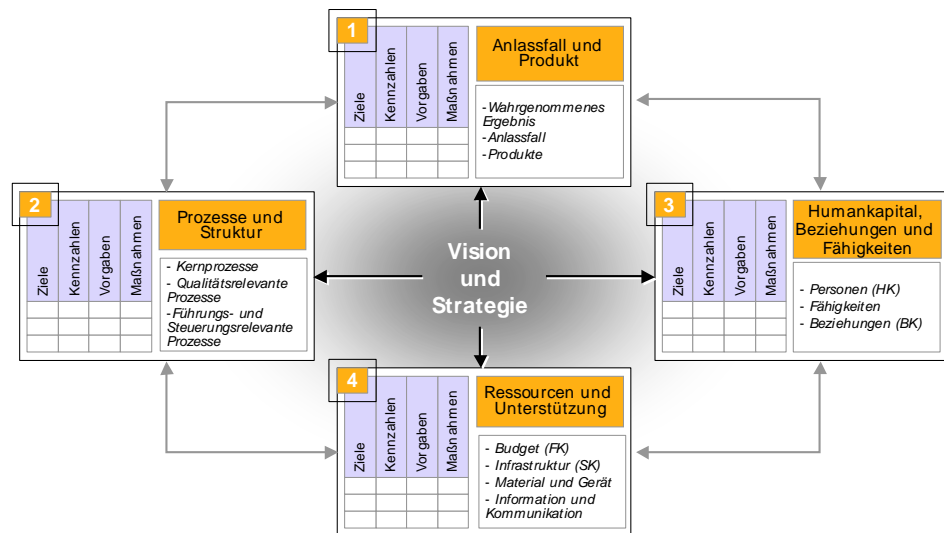 1
Ziele
Kennzahlen
Vorgaben
Maßnahmen
Anlassfall und
Produkt
-Wahrgenommenes
Ergebnis
-Anlassfall
-Produkte
2
Ziele
Kennzahlen
Vorgaben
Maßnahmen
Prozesse und
Struktur
- Kernprozesse
- Qualitätsrelevante
Prozesse
-Führungs- und
Steuerungsrelevante
Prozesse
Vision
und
Strategie
3
Ziele
Kennzahlen
Vorgaben
Maßnahmen
Humankapital,
Beziehungen und
Fähigkeiten
- Personen (HK)
- Fähigkeiten
- Beziehungen (BK)
4
Ziele
Kennzahlen
Vorgaben
Maßnahmen
Ressourcen und
Unterstützung
- Budget (FK)
- Infrastruktur (SK)
- Material und Gerät
- Information und
Kommunikation